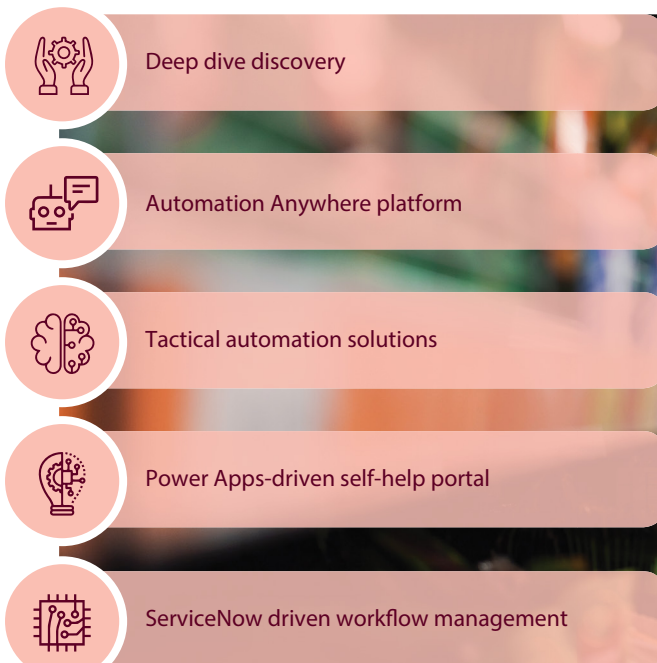 Deep dive discovery
Automation Anywhere platform
Tactical automation solutions
Power Apps-driven self-help portal
ServiceNow driven workflow management